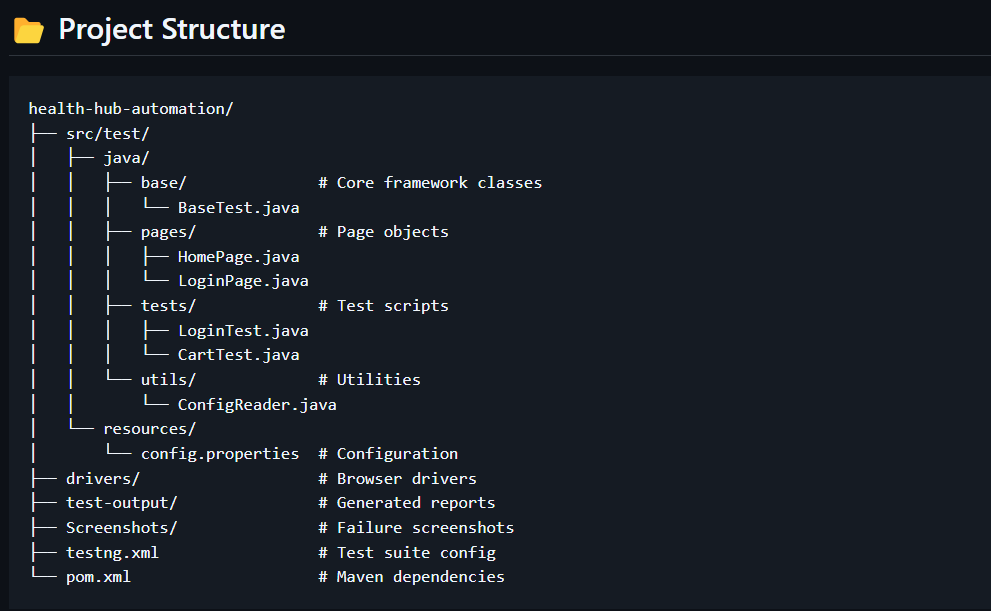 📂 Project Structure
health-hub-automation/
├── src/test/
│   ├── java/
│   │   ├── base/              # Core framework classes
│   │   │   └── BaseTest.java
│   │   ├── pages/             # Page objects
│   │   │   ├── HomePage.java
│   │   │   └── LoginPage.java
│   │   ├── tests/             # Test scripts
│   │   │   ├── LoginTest.java
│   │   │   └── CartTest.java
│   │   └── utils/             # Utilities
│   │       └── ConfigReader.java
│   └── resources/
│       └── config.properties  # Configuration
├── drivers/                   # Browser drivers
├── test-output/               # Generated reports
├── Screenshots/               # Failure screenshots
├── testng.xml                 # Test suite config
└── pom.xml                    # Maven dependencies